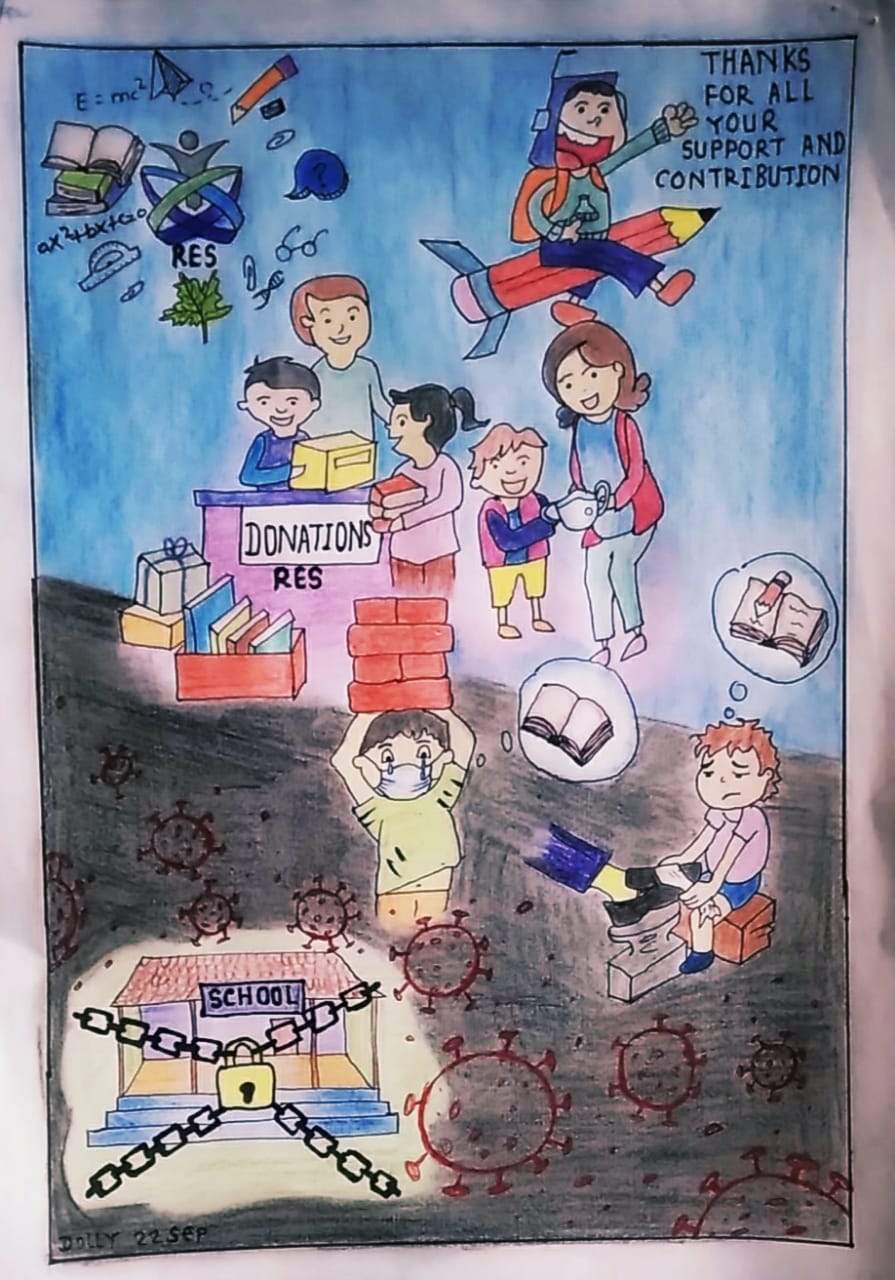 THANKS
FOR ALL
YOUR
SUPPORT AND
CONTRIBUTION
E=mc²
?
ax²+bx+c=0
RES
DONATIONS
RES
SCHOOL
DOLLY 22 SEP